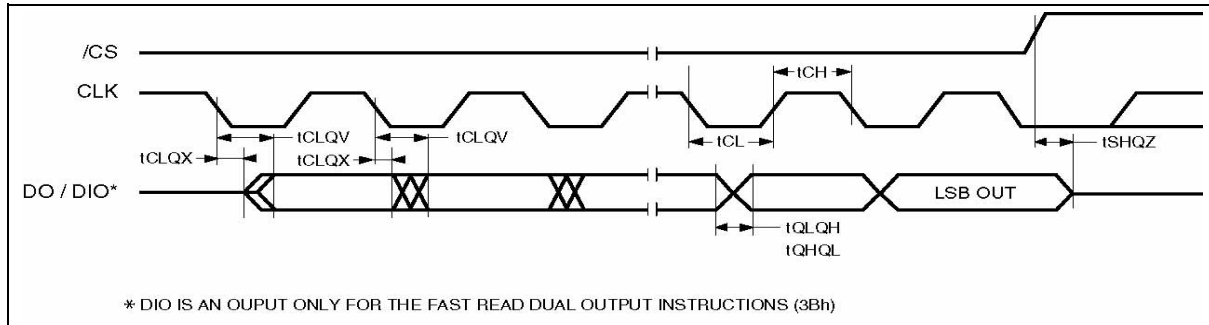 /CS
tCH
CLK
tCLQV
tCLQV
tCL
tSHQZ
tCLQX
tCLQX
DO / DIO*
LSB OUT
tQLQH
tQHQL
* DIO IS AN OUPUT ONLY FOR THE FAST READ DUAL OUTPUT INSTRUCTIONS (3Bh)